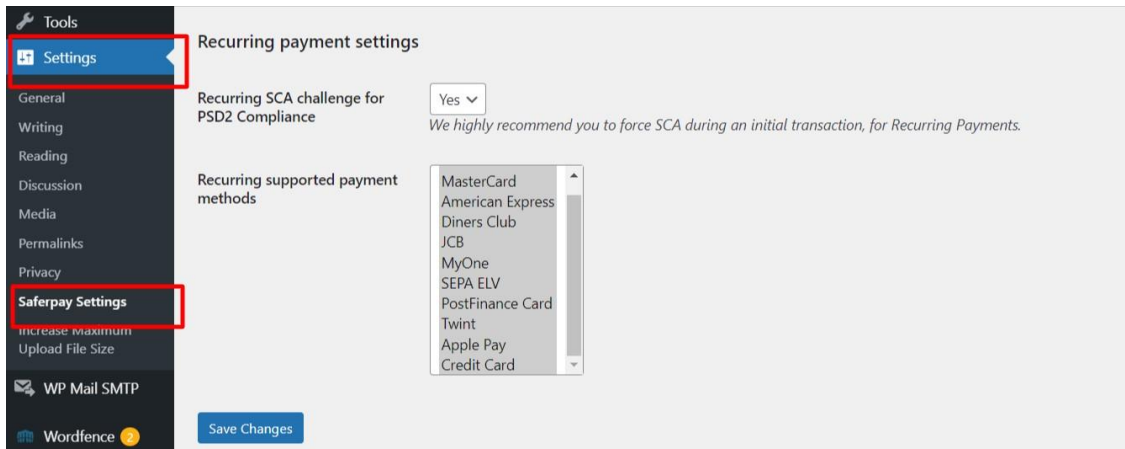 Tools
Settings
General
Writing
Reading
Discussion
Media
Permalinks
Privacy
Saferpay Settings
Increase Maximum
Upload File Size
WP Mail SMTP
Wordfence 2
Recurring payment settings
Recurring SCA challenge for
PSD2 Compliance
Yes
We highly recommend you to force SCA during an initial transaction, for Recurring Payments.
Recurring supported payment
methods
MasterCard
American Express
Diners Club
JCB
MyOne
SEPA ELV
PostFinance Card
Twint
Apple Pay
Credit Card
Save Changes